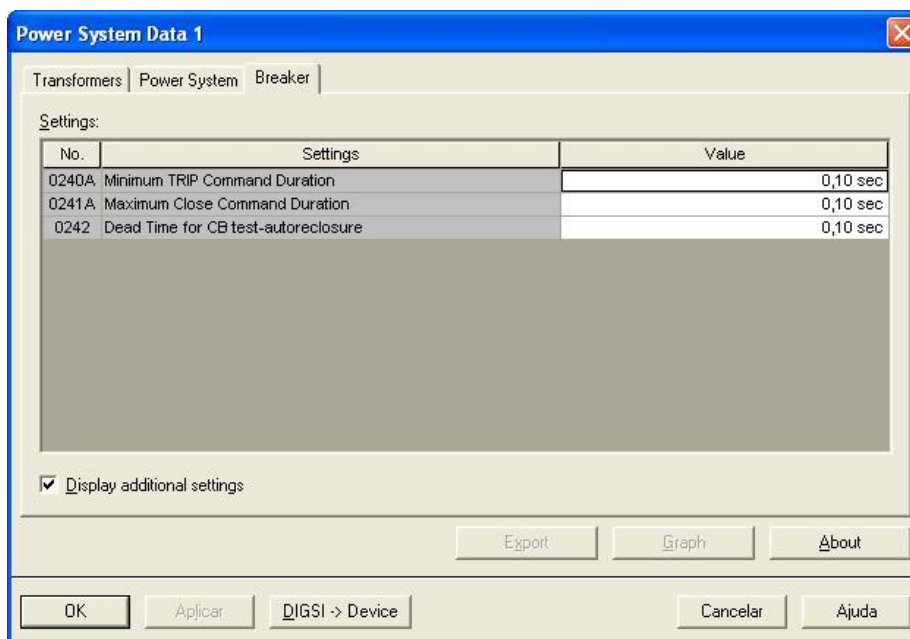 Power System Data 1
Transformers Power System Breaker
Settings:
No. Settings Value
0240A Minimum TRIP Command Duration 0,10 sec
0241A Maximum Close Command Duration 0,10 sec
0242 Dead Time for CB test-autoreclosure 0,10 sec
Display additional settings
Export Graph About
OK Aplicar DIGSI -> Device Cancelar Ajuda